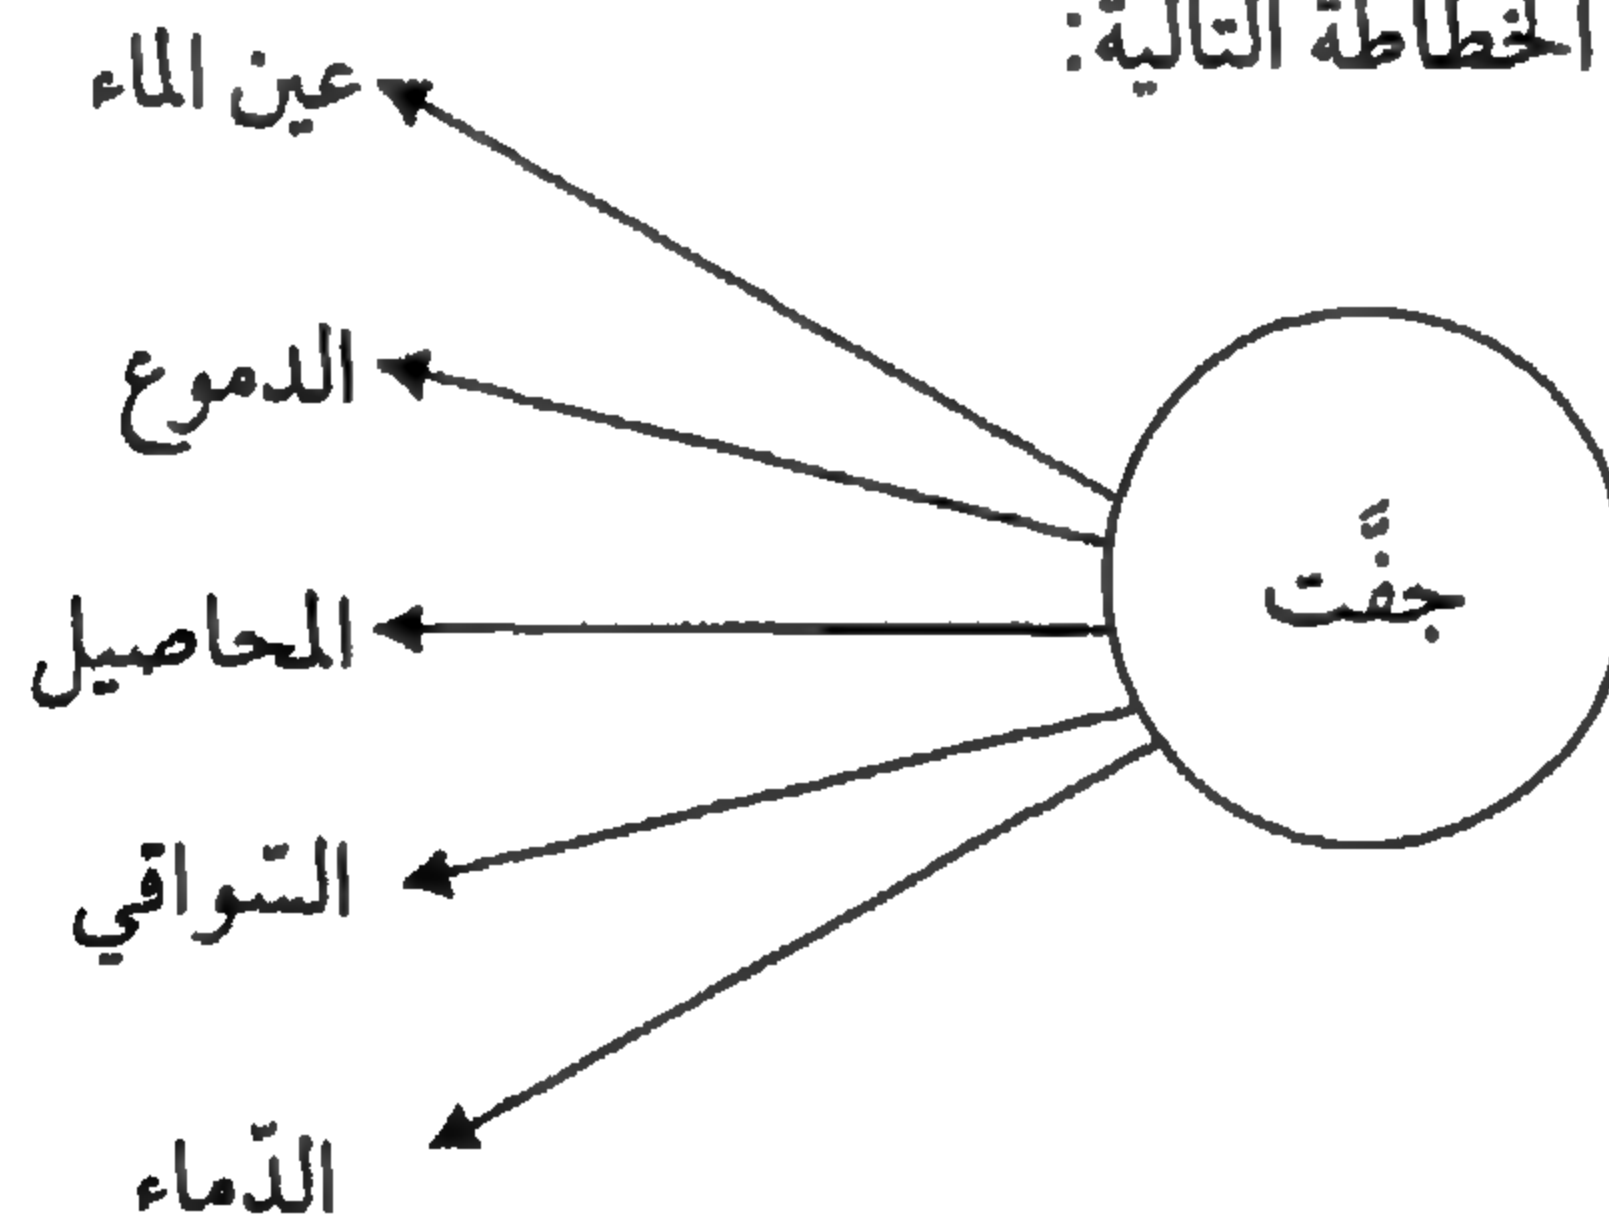 الخطاطة التالية:
عين الماء
الدموع
المحاصيل
جفَّت
السّواقي
الدّماء